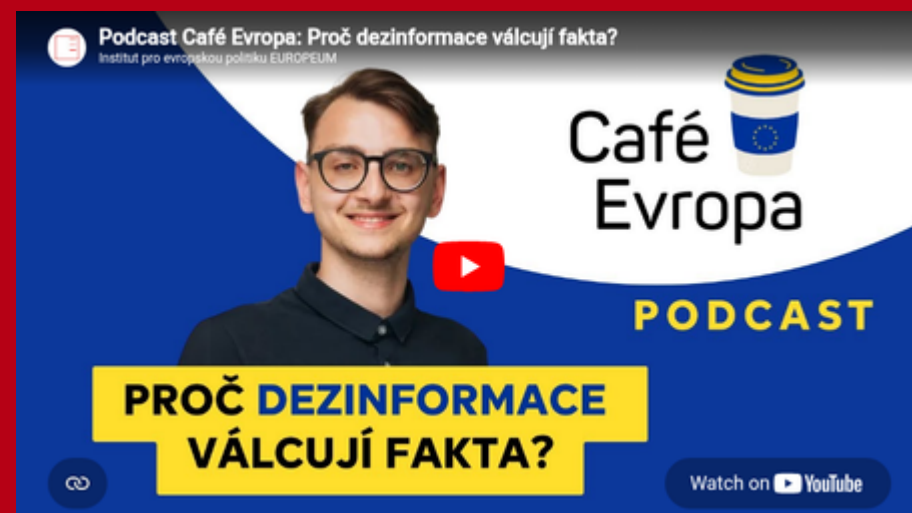 Podcast Café Evropa: Proč dezinformace válcují fakta?
Institut pro evropskou politiku EUROPEUM
Café
Evropa
PODCAST
PROČ DEZINFORMACE
VÁLCUJÍ FAKTA?
Watch on YouTube